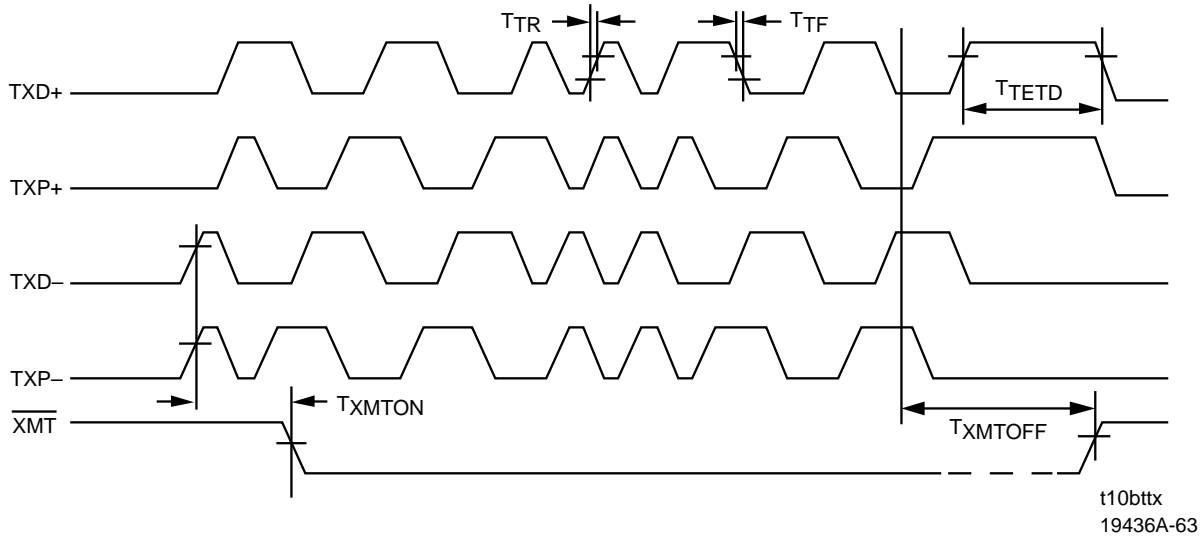 TTR
TTF
TXD+
TTETD
TXP+
TXD–
TXP–
TXMTON
XMT
TXMTOFF
t10bttx
19436A-63